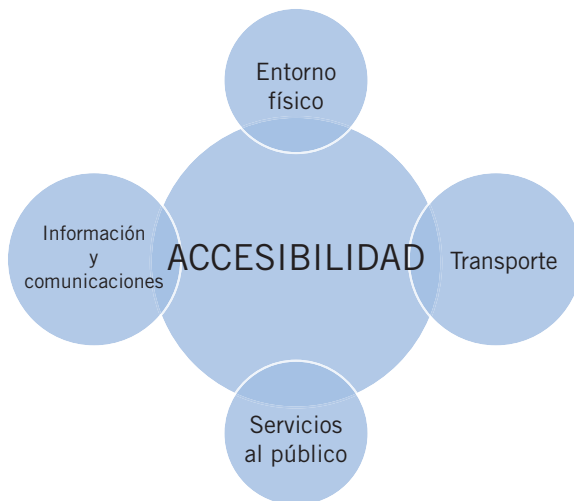 Entorno
físico
Información
y
comunicaciones
ACCESIBILIDAD
Transporte
Servicios
al público